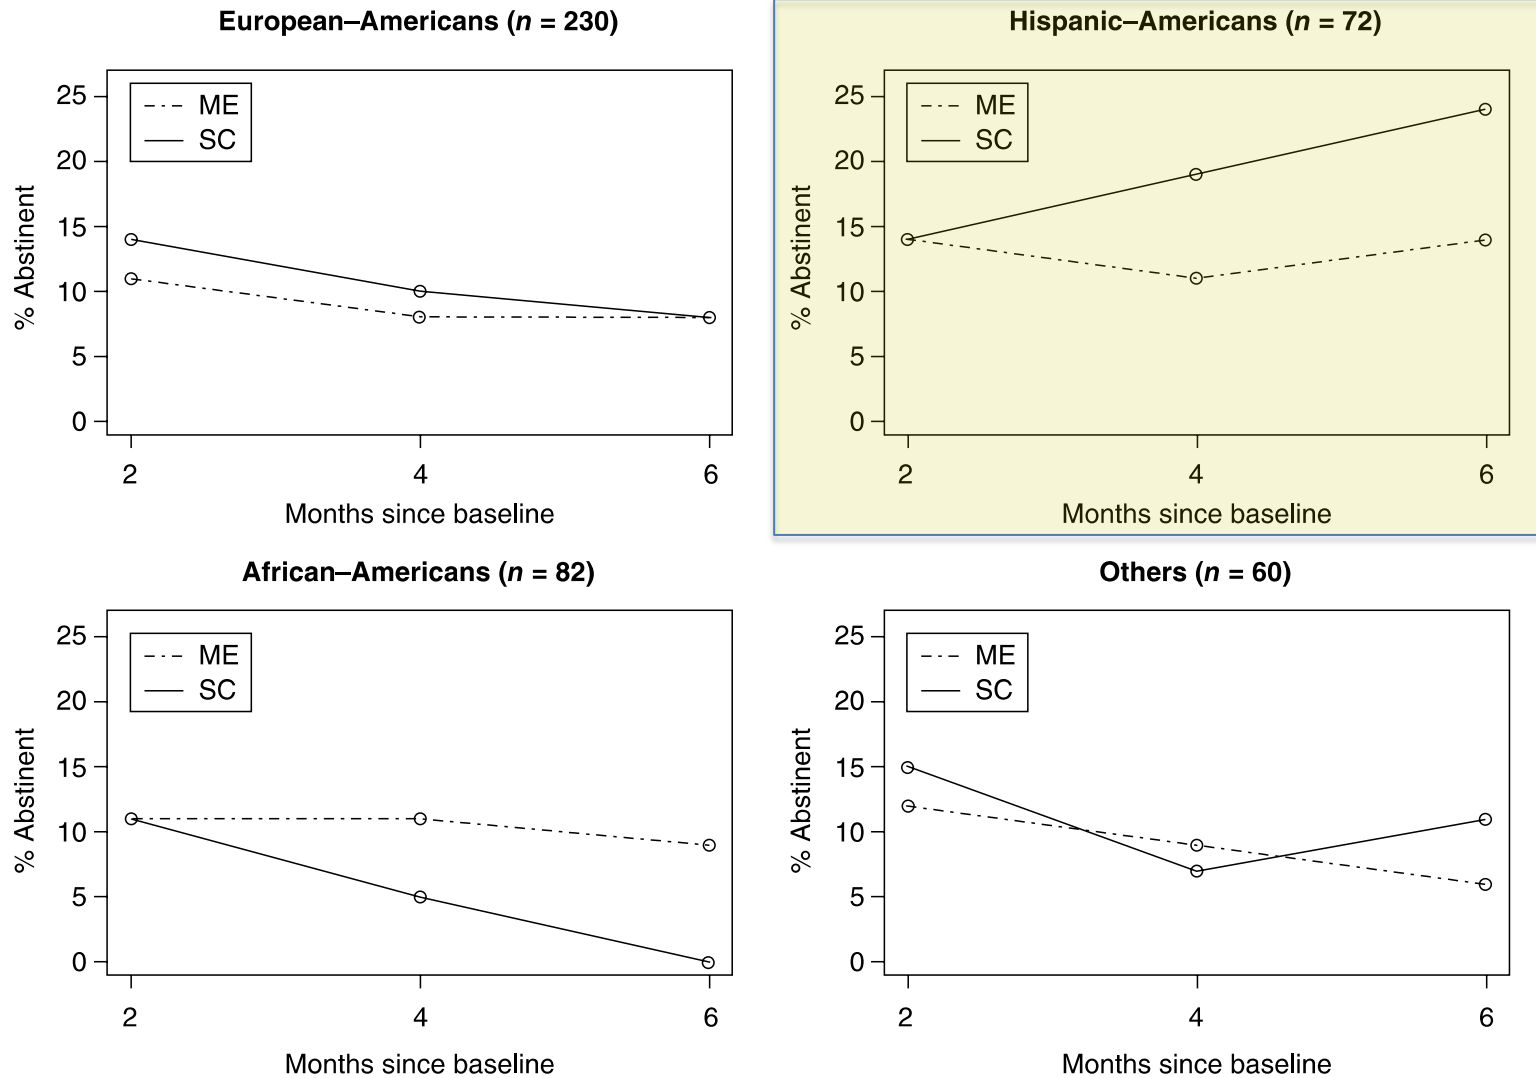 European–Americans (n = 230)
25
20
15
10
5
0
% Abstinent
ME
SC
2 4 6
Months since baseline
Hispanic–Americans (n = 72)
25
20
15
10
5
0
% Abstinent
ME
SC
2 4 6
Months since baseline
African–Americans (n = 82)
25
20
15
10
5
0
% Abstinent
ME
SC
2 4 6
Months since baseline
Others (n = 60)
25
20
15
10
5
0
% Abstinent
ME
SC
2 4 6
Months since baseline